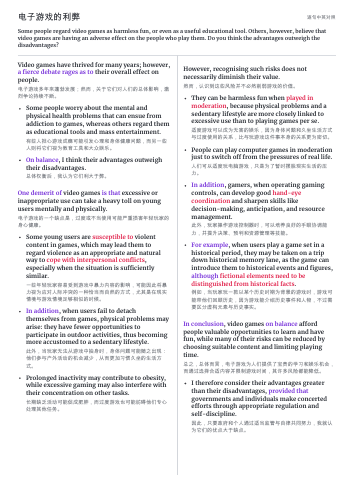 电子游戏的利弊
雅思中英对照
Some people regard video games as harmless fun, or even as a useful educational tool. Others, however, believe that
video games are having an adverse effect on the people who play them. Do you think the advantages outweigh the
disadvantages?
Video games have thrived for many years; however,
a fierce debate rages as to their overall effect on
people.
电子游戏多年来蓬勃发展；然而，关于它们对人们的总体影响，激
烈争论持续不断。
• Some people worry about the mental and
physical health problems that can ensue from
addiction to games, whereas others regard them
as educational tools and mass entertainment.
有些人担心游戏成瘾可能引发心理和身体健康问题，而另一些
人则将它们视为教育工具和大众娱乐。
• On balance, I think their advantages outweigh
their disadvantages.
总体权衡后，我认为它们利大于弊。
One demerit of video games is that excessive or
inappropriate use can take a heavy toll on young
users mentally and physically.
电子游戏的一个缺点是，过度或不当使用可能严重损害年轻玩家的
身心健康。
• Some young users are susceptible to violent
content in games, which may lead them to
regard violence as an appropriate and natural
way to cope with interpersonal conflicts,
especially when the situation is sufficiently
similar.
一些年轻玩家容易受到游戏中暴力内容的影响，可能因此将暴
力视为应对人际冲突的一种恰当而自然的方式，尤其是在现实
情境与游戏情境足够相似的时候。
• In addition, when users fail to detach
themselves from games, physical problems may
arise: they have fewer opportunities to
participate in outdoor activities, thus becoming
more accustomed to a sedentary lifestyle.
此外，当玩家无法从游戏中抽身时，身体问题可能随之出现：
他们参与户外活动的机会减少，从而更加习惯久坐的生活方
式。
• Prolonged inactivity may contribute to obesity,
while excessive gaming may also interfere with
their concentration on other tasks.
长期缺乏活动可能造成肥胖，而过度游戏也可能妨碍他们专心
处理其他任务。
However, recognising such risks does not
necessarily diminish their value.
然而，认识到这些风险并不必然削弱游戏的价值。
• They can be harmless fun when played in
moderation, because physical problems and a
sedentary lifestyle are more closely linked to
excessive use than to playing games per se.
适度游戏可以成为无害的娱乐，因为身体问题和久坐生活方式
与过度使用的关系，比与玩游戏这件事本身的关系更为密切。
• People can play computer games in moderation
just to switch off from the pressures of real life.
人们可以适度玩电脑游戏，只是为了暂时摆脱现实生活的压
力。
• In addition, gamers, when operating gaming
controls, can develop good hand-eye
coordination and sharpen skills like
decision-making, anticipation, and resource
management.
此外，玩家操作游戏控制器时，可以培养良好的手眼协调能
力，并提升决策、预判和资源管理等技能。
• For example, when users play a game set in a
historical period, they may be taken on a trip
down historical memory lane, as the game can
introduce them to historical events and figures,
although fictional elements need to be
distinguished from historical facts.
例如，当玩家玩一款以某个历史时期为背景的游戏时，游戏可
能带他们回顾历史，因为游戏能介绍历史事件和人物，不过需
要区分虚构元素与历史事实。
In conclusion, video games on balance afford
people valuable opportunities to learn and have
fun, while many of their risks can be reduced by
choosing suitable content and limiting playing
time.
总之，总体而言，电子游戏为人们提供了宝贵的学习和娱乐机会，
而通过选择合适内容并限制游戏时间，其许多风险都能降低。
• I therefore consider their advantages greater
than their disadvantages, provided that
governments and individuals make concerted
efforts through appropriate regulation and
self-discipline.
因此，只要政府和个人通过适当监管与自律共同努力，我就认
为它们的优点大于缺点。